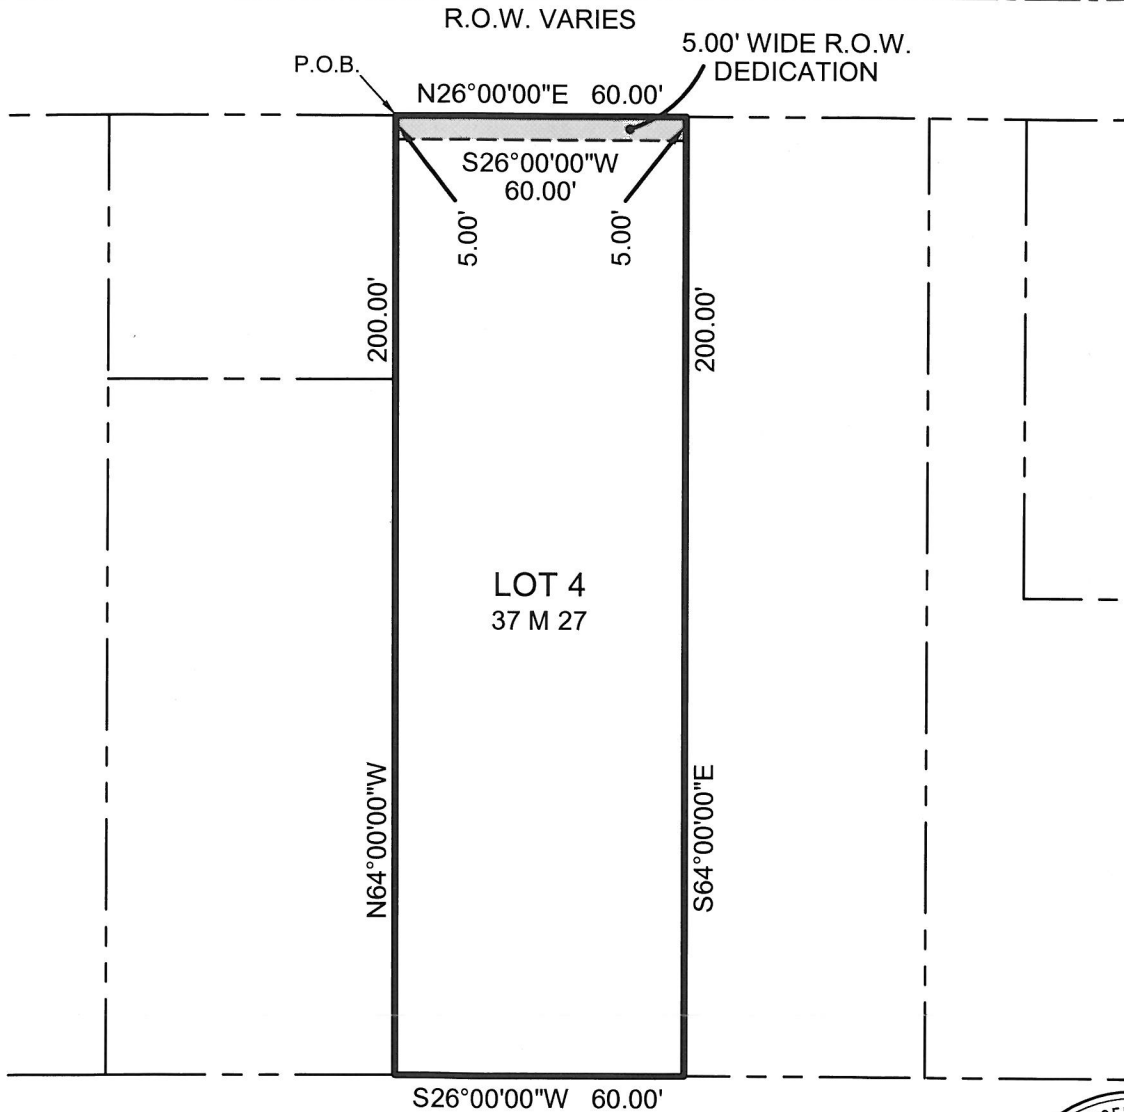 R.O.W. VARIES
5.00' WIDE R.O.W.
DEDICATION
P.O.B.
N26°00'00"E 60.00'
S26°00'00"W
60.00'
5.00'
5.00'
200.00'
200.00'
LOT 4
37 M 27
N64°00'00"W
S64°00'00"E
S26°00'00"W 60.00'